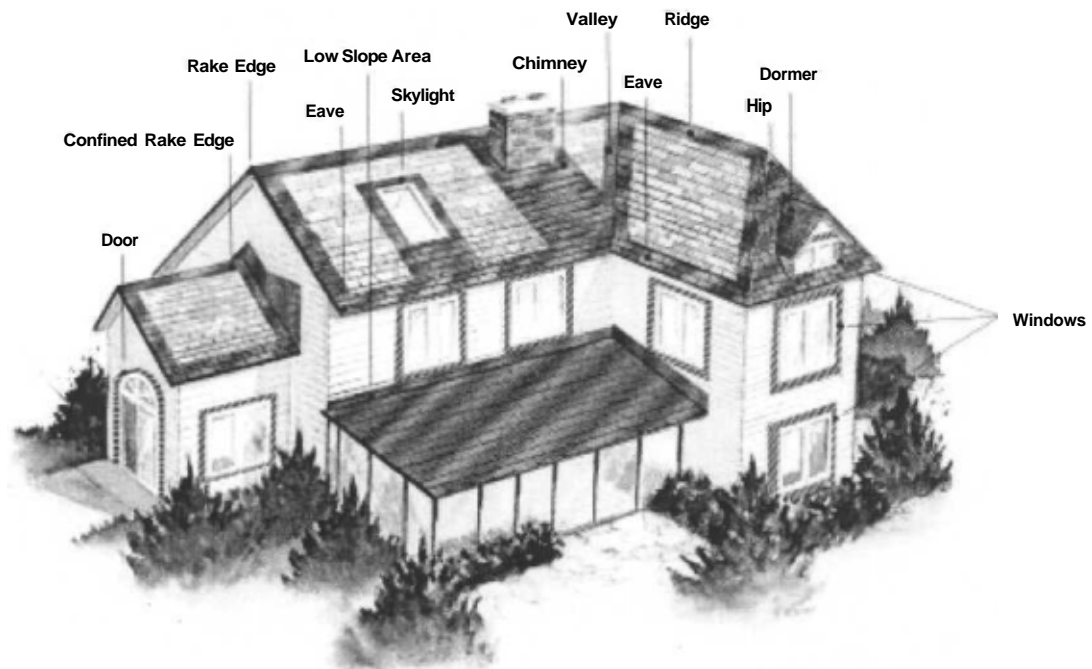 Valley
Ridge
Low Slope Area
Rake Edge
Chimney
Dormer
Eave
Skylight
Eave
Hip
Confined Rake Edge
Door
Windows